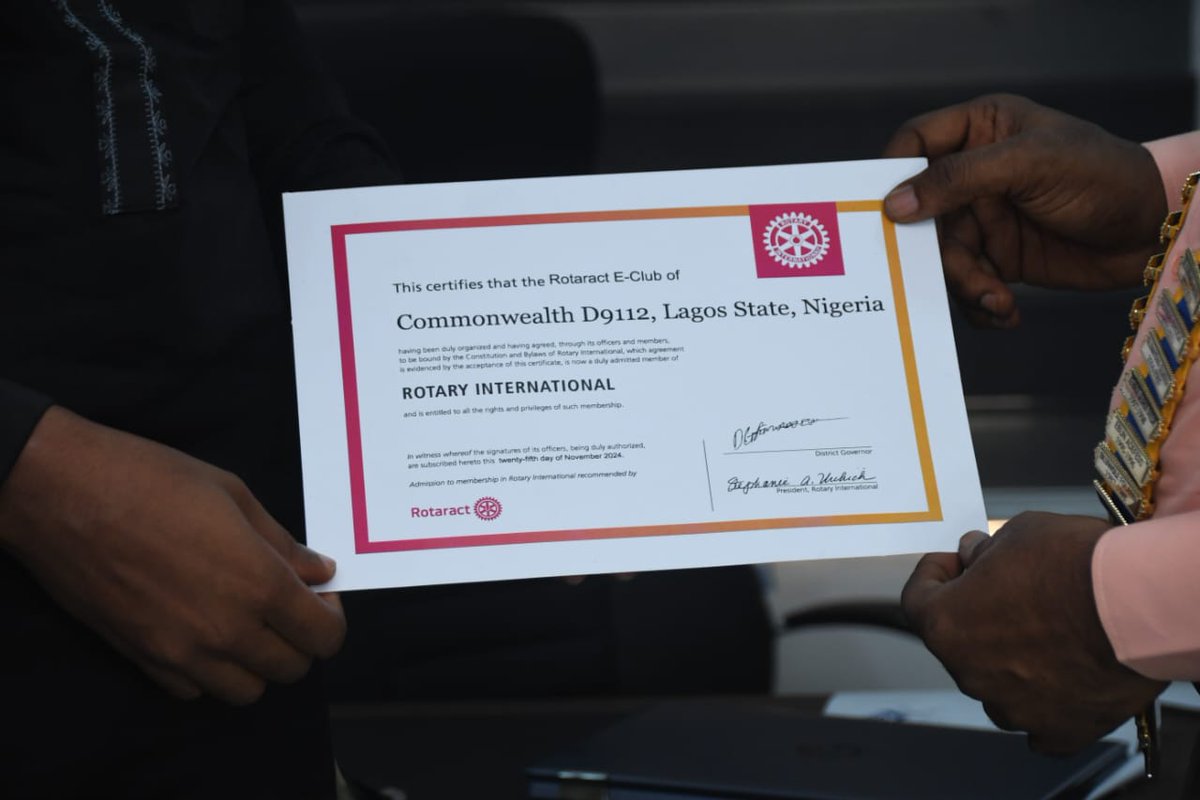 ROTARY
INTERNATIONAL
This certifies that the Rotaract E-Club of
Commonwealth D9112, Lagos State, Nigeria
having been duly organized and having agreed, through its officers and members,
to be bound by the Constitution and Bylaws of Rotary International, which agreement
is evidenced by the acceptance of this certificate, is now a duly admitted member of
ROTARY INTERNATIONAL
and is entitled to all the rights and privileges of such membership.
In witness whereof the signatures of its officers, being duly authorized,
are subscribed hereto this twenty-fifth day of November 2024.
Admission to membership in Rotary International recommended by
District Governor
Stephanie A. Urchick
President, Rotary International
Rotaract